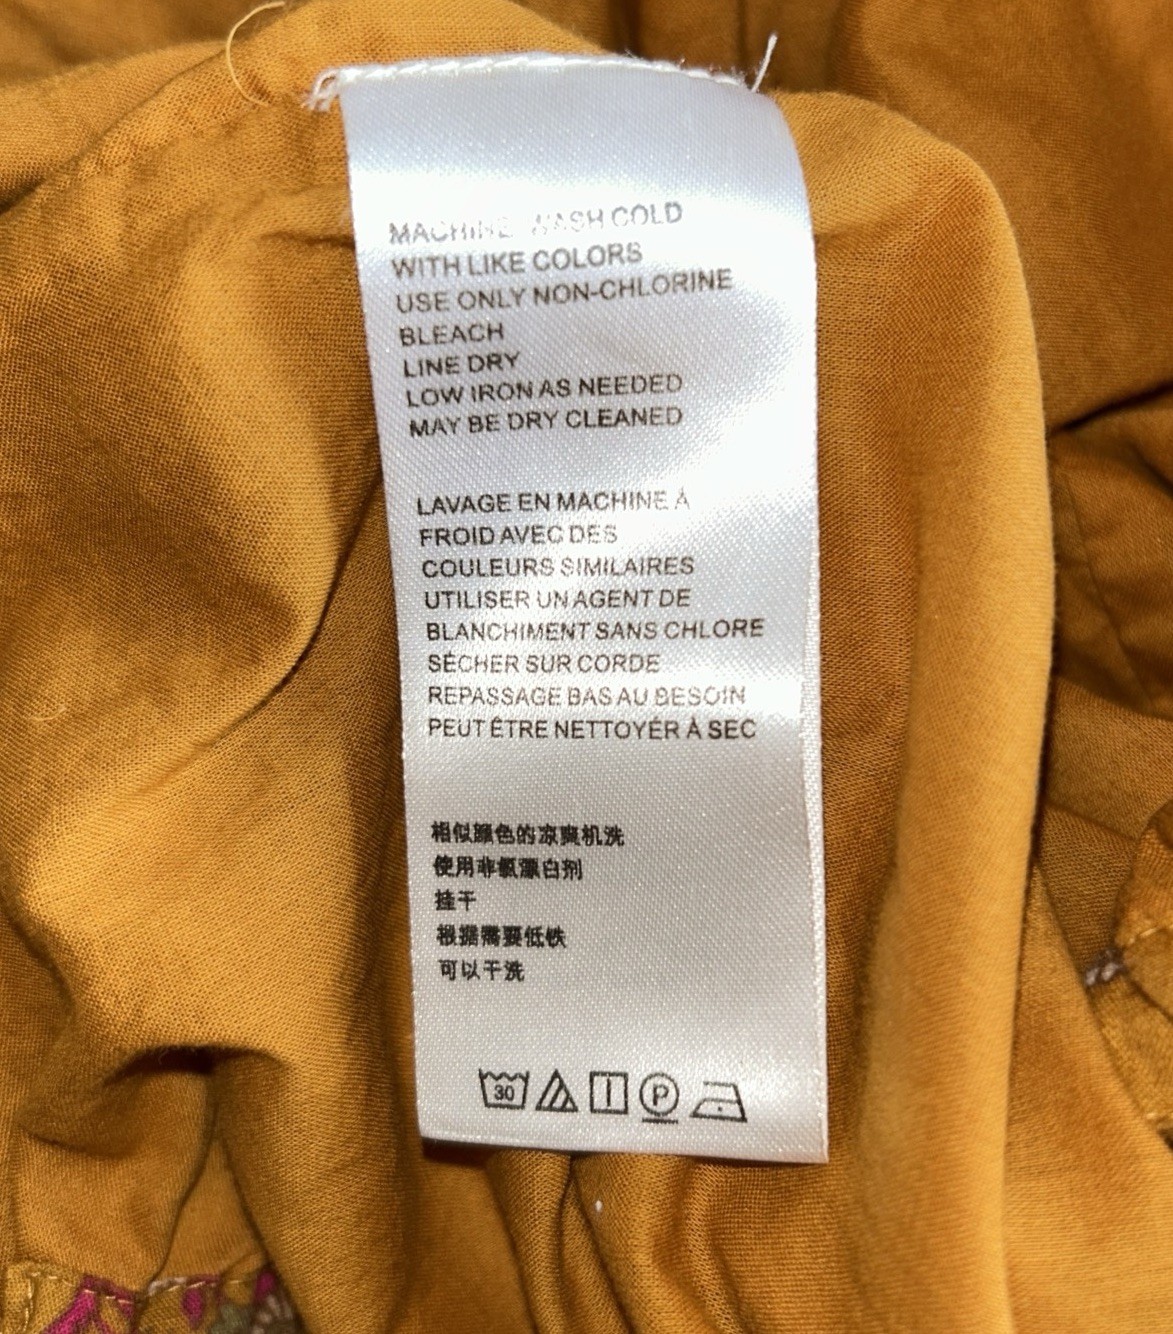 MACHINE WASH COLD
WITH LIKE COLORS
USE ONLY NON-CHLORINE
BLEACH
LINE DRY
LOW IRON AS NEEDED
MAY BE DRY CLEANED
LAVAGE EN MACHINE À
FROID AVEC DES
COULEURS SIMILAIRES
UTILISER UN AGENT DE
BLANCHIMENT SANS CHLORE
SÉCHER SUR CORDE
REPASSAGE BAS AU BESOIN
PEUT ÊTRE NETTOYÉR À SEC
相似颜色的凉爽机洗
使用非氯漂白剂
挂干
根据需要低铁
可以干洗
30 P